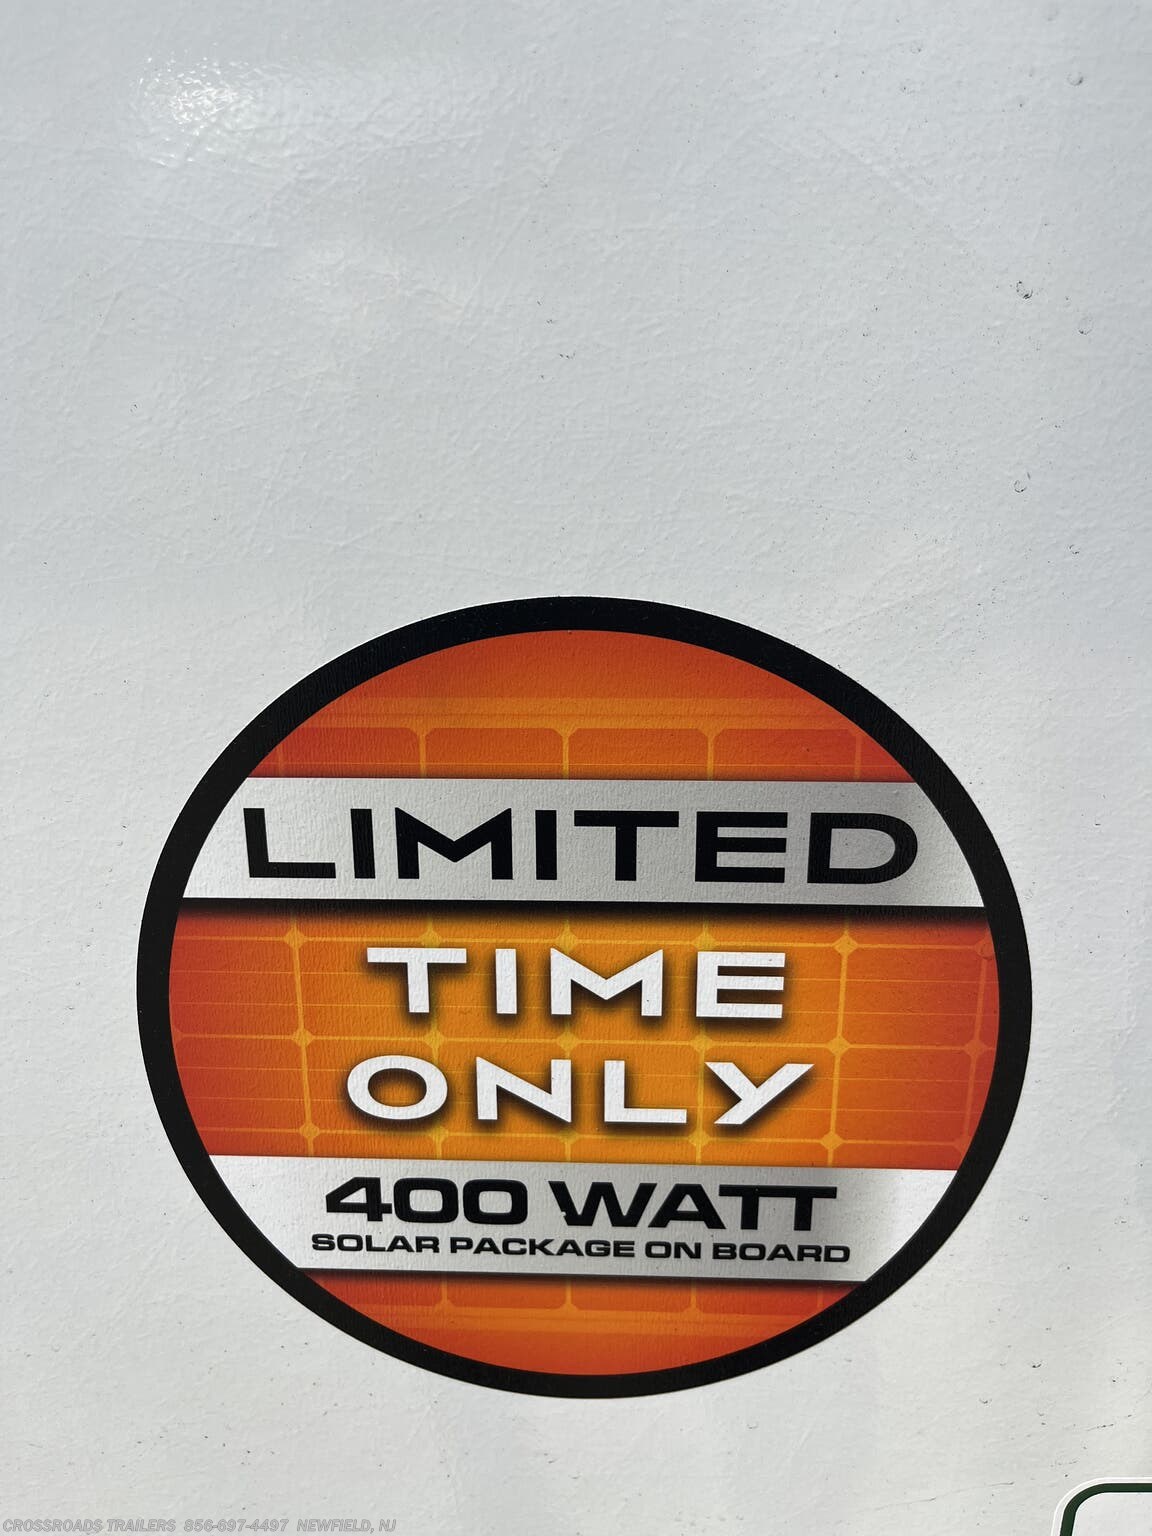 LIMITED
TIME
ONLY
400 WATT
SOLAR PACKAGE ON BOARD
CROSSROADS TRAILERS 856-697-4497 NEWFIELD, NJ